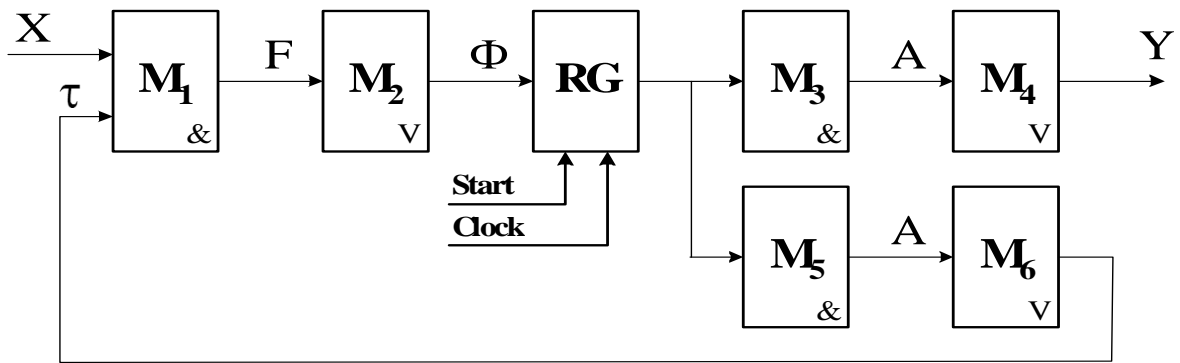 X
τ
M₁
&
F
M₂
V
Φ
RG
Start
Clock
M₃
&
A
M₄
V
Y
M₅
&
A
M₆
V